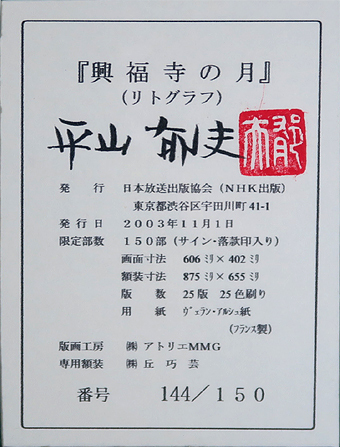 『興福寺の月』
(リトグラフ)
平山郁夫
郁夫
発行 日本放送出版協会(NHK出版)
東京都渋谷区宇田川町41-1
発行日 2003年11月1日
限定部数 150部(サイン・落款印入り)
画面寸法 606ミリ×402ミリ
額装寸法 875ミリ×655ミリ
版数 25版 25色刷り
用紙 ヴェラン・アルシュ紙
(フランス製)
版画工房 ㈱アトリエMMG
専用額装 ㈱丘巧芸
番号 144/150